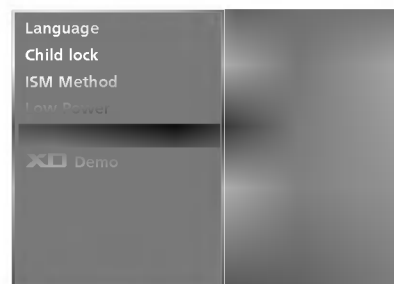 Language
Child lock
ISM Method
Low Power
XD Demo